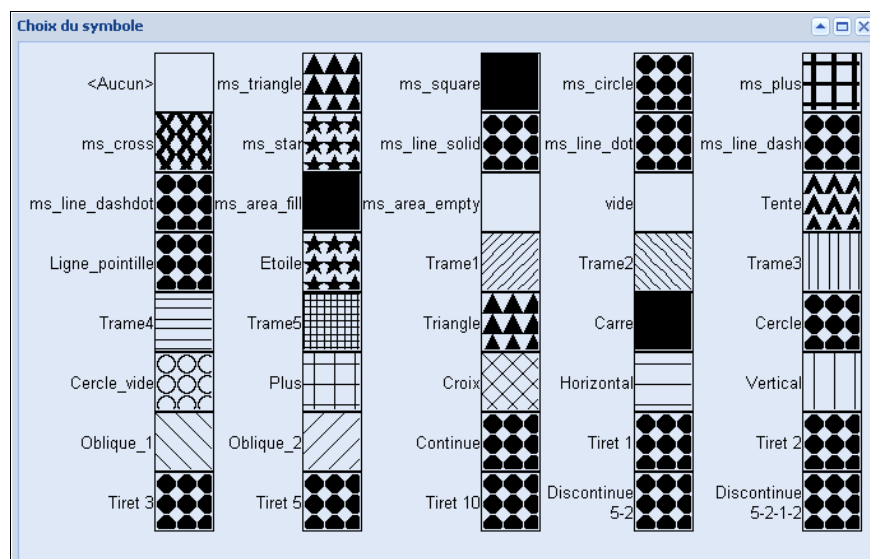 Choix du symbole
<Aucun> ms_triangle ms_square ms_circle ms_plus
ms_cross ms_star ms_line_solid ms_line_dot ms_line_dash
ms_line_dashdot ms_area_fill ms_area_empty vide Tente
Ligne_pointille Etoile Trame1 Trame2 Trame3
Trame4 Trame5 Triangle Carre Cercle
Cercle_vide Plus Croix Horizontal Vertical
Oblique_1 Oblique_2 Continue Tiret 1 Tiret 2
Tiret 3 Tiret 5 Tiret 10 Discontinue 5-2 Discontinue 5-2-1-2